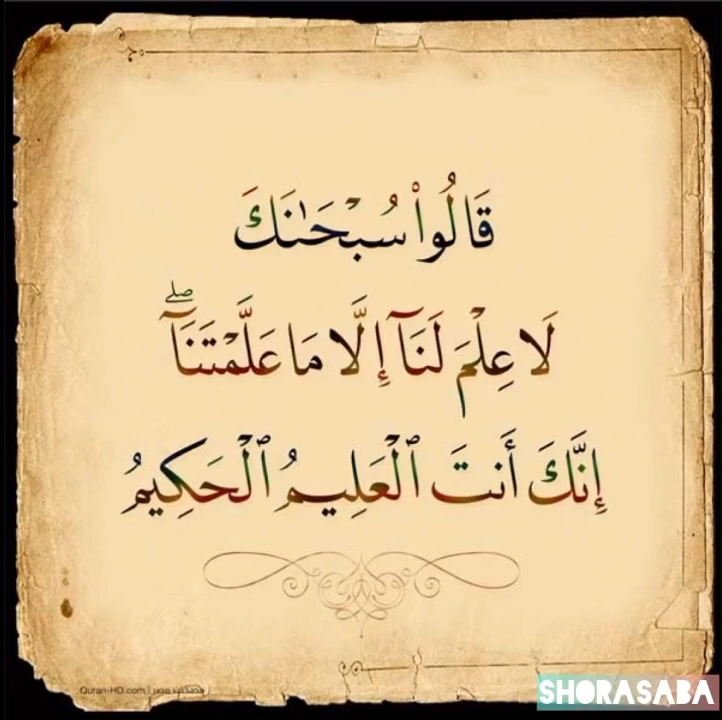 قَالُوا۟ سُبْحَـٰنَكَ
لَا عِلْمَ لَنَآ إِلَّا مَا عَلَّمْتَنَآ ۖ
إِنَّكَ أَنتَ ٱلْعَلِيمُ ٱلْحَكِيمُ
Quran-HD.com |
SHORASABA